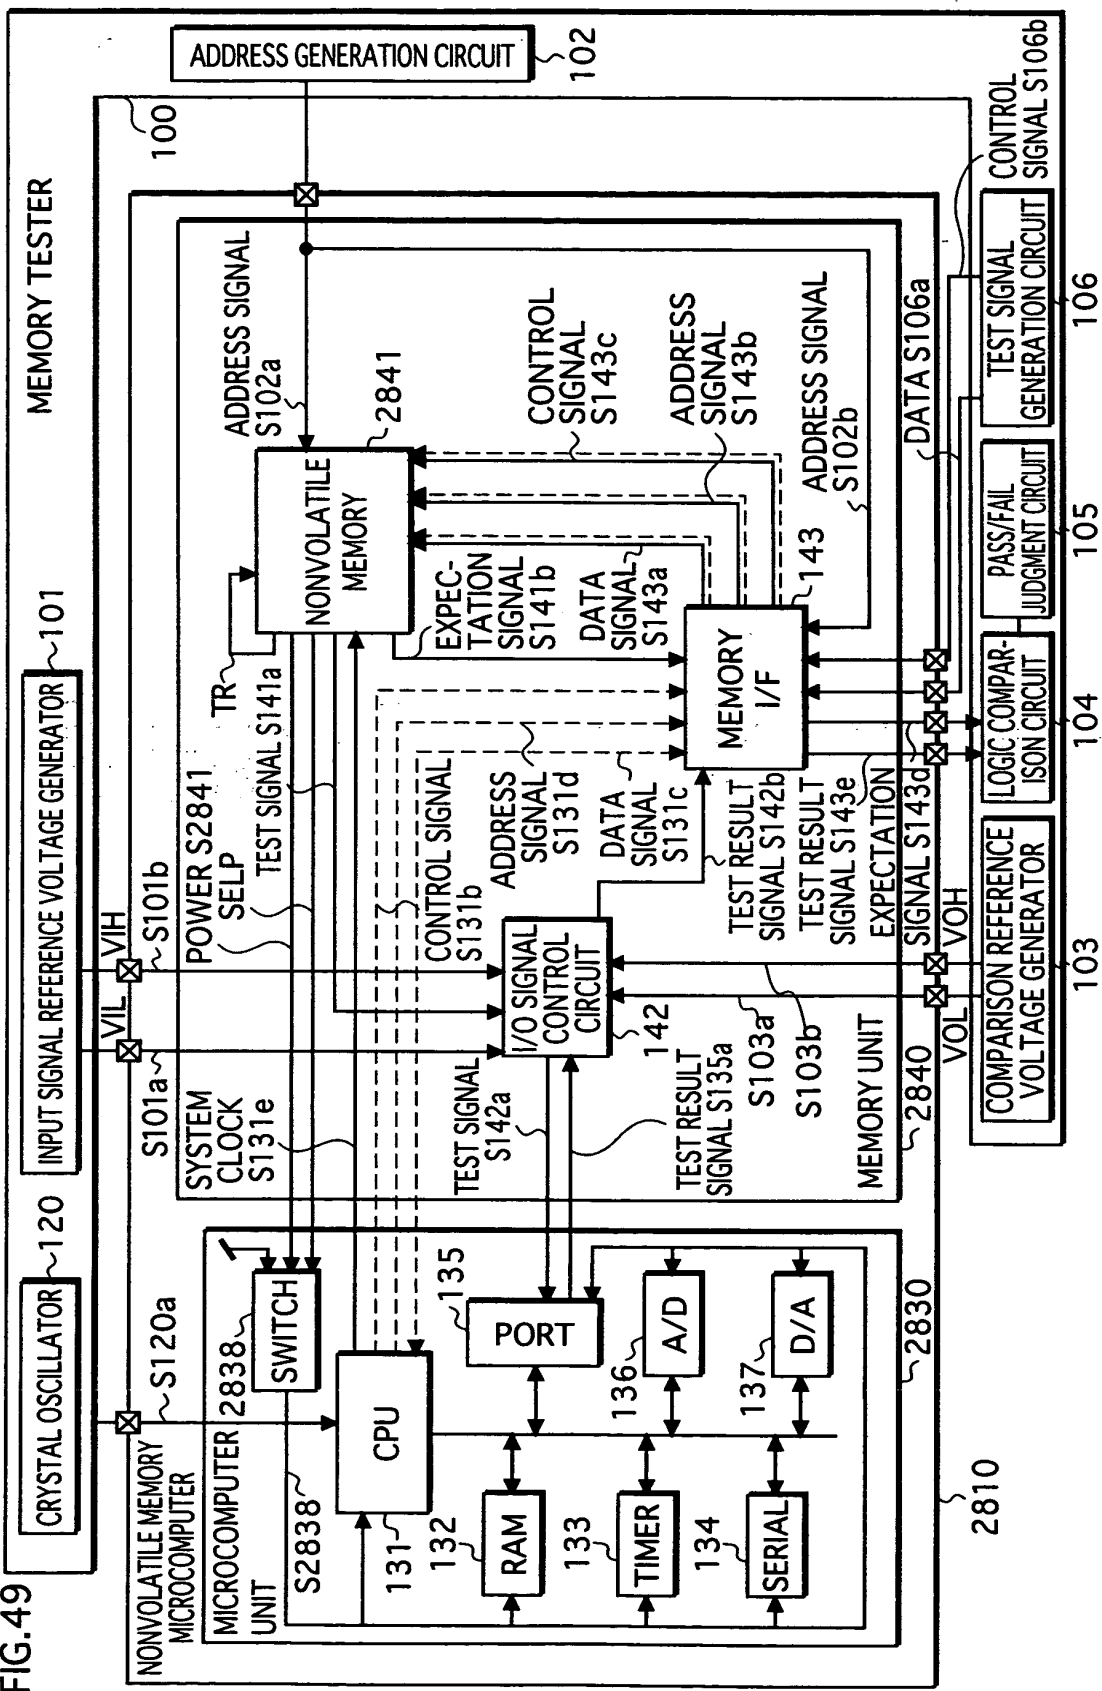 FIG.49
MEMORY TESTER
CRYSTAL OSCILLATOR
120
INPUT SIGNAL REFERENCE VOLTAGE GENERATOR
101
ADDRESS GENERATION CIRCUIT
102
100
S120a
VIL
VIH
S101a
S101b
NONVOLATILE MEMORY
MICROCOMPUTER
MICROCOMPUTER
UNIT
2838
SWITCH
S2838
CPU
131
RAM
132
TIMER
133
SERIAL
134
PORT
135
A/D
136
D/A
137
2830
2810
SYSTEM
CLOCK
S131e
POWER S2841
SELP
TEST SIGNAL S141a
TR
NONVOLATILE
MEMORY
2841
ADDRESS SIGNAL
S102a
EXPEC-
TATION
SIGNAL
S141b
DATA
SIGNAL
S143a
CONTROL
SIGNAL
S143c
ADDRESS
SIGNAL
S143b
ADDRESS SIGNAL
S102b
CONTROL SIGNAL
S131b
ADDRESS
SIGNAL
S131d
DATA
SIGNAL
S131c
MEMORY
I/F
143
I/O SIGNAL
CONTROL
CIRCUIT
142
TEST SIGNAL
S142a
TEST RESULT
SIGNAL S135a
S103a
S103b
TEST RESULT
SIGNAL S142b
TEST RESULT
SIGNAL S143e
EXPECTATION
SIGNAL S143d
MEMORY UNIT
2840
VOL
VOH
DATA S106a
CONTROL
SIGNAL S106b
COMPARISON REFERENCE
VOLTAGE GENERATOR
103
LOGIC COMPAR-
ISON CIRCUIT
104
PASS/FAIL
JUDGMENT CIRCUIT
105
TEST SIGNAL
GENERATION CIRCUIT
106